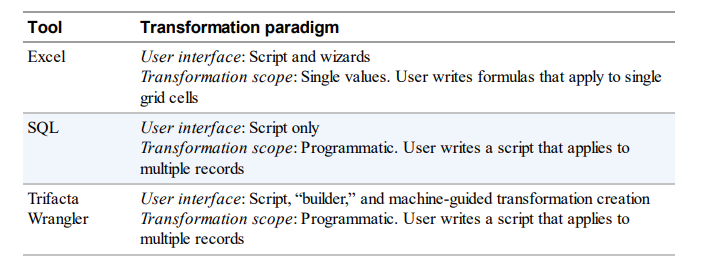 Tool Transformation paradigm
Excel User interface: Script and wizards
Transformation scope: Single values. User writes formulas that apply to single
grid cells
SQL User interface: Script only
Transformation scope: Programmatic. User writes a script that applies to
multiple records
Trifacta User interface: Script, “builder,” and machine-guided transformation creation
Wrangler Transformation scope: Programmatic. User writes a script that applies to
multiple records